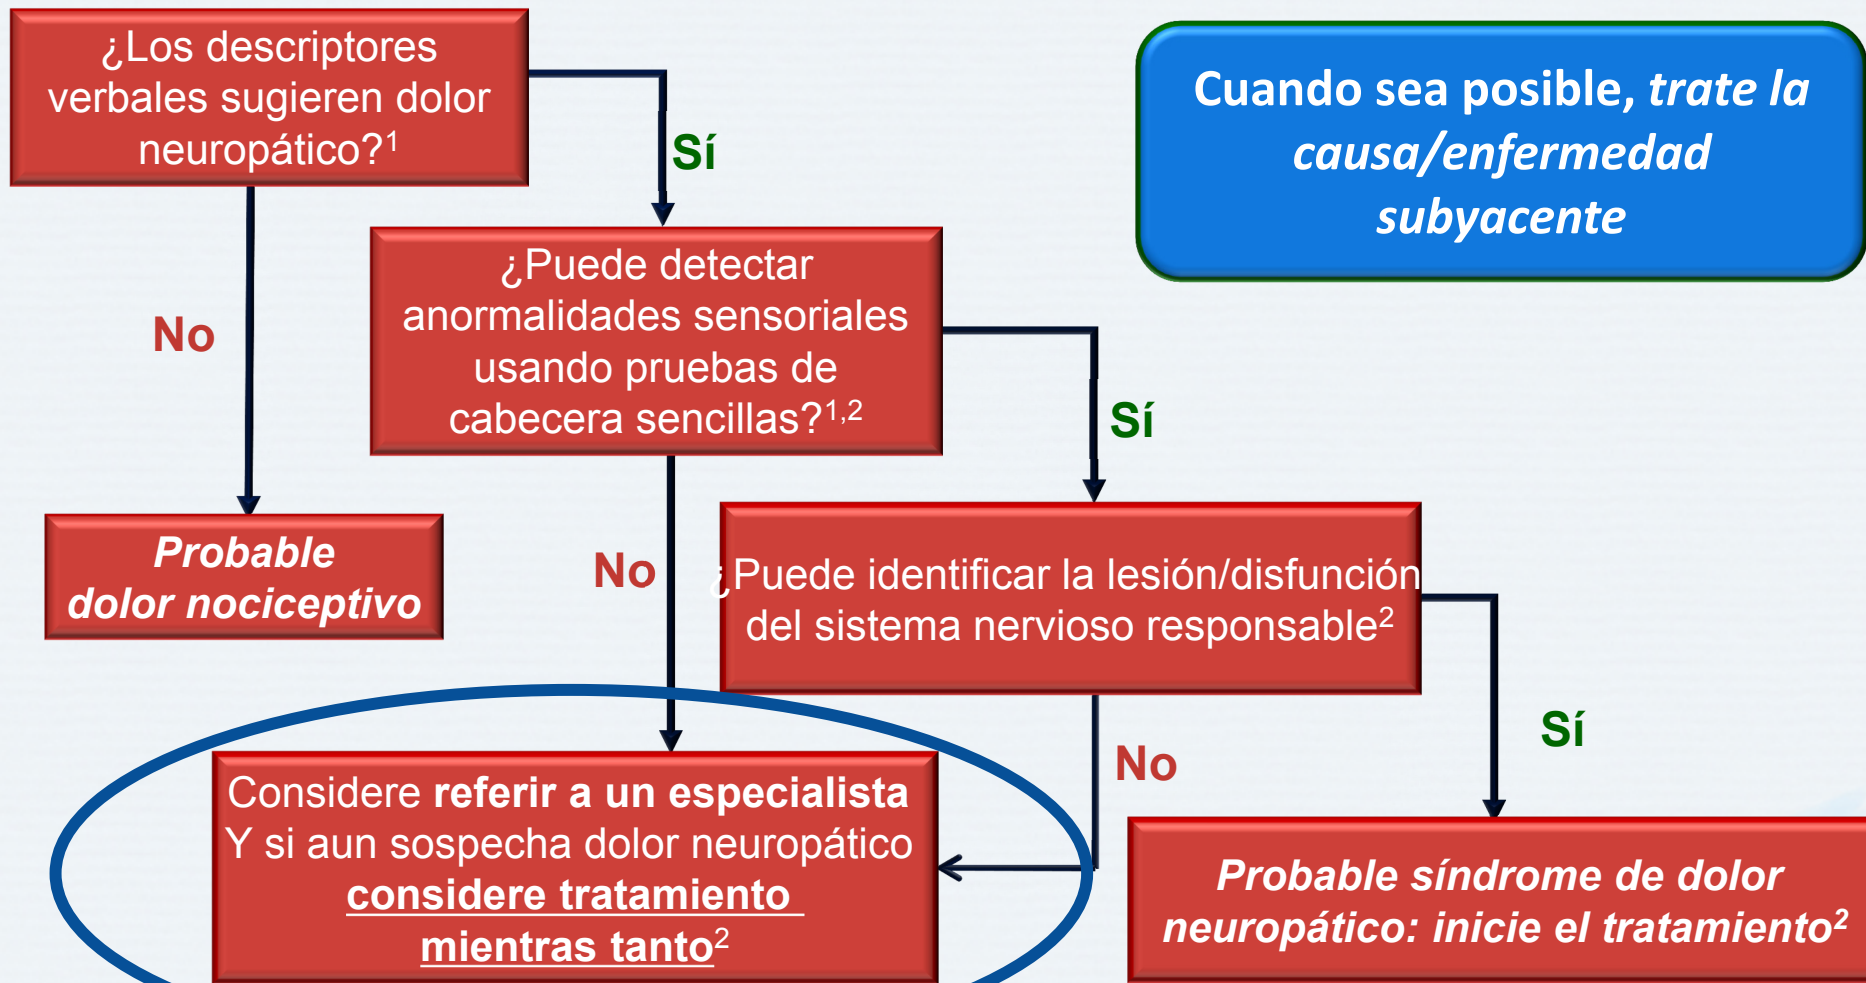 ¿Los descriptores
verbales sugieren dolor
neuropático?1
Sí
Cuando sea posible, trate la
causa/enfermedad
subyacente
¿Puede detectar
anormalidades sensoriales
usando pruebas de
cabecera sencillas?1,2
No
Sí
Probable
dolor nociceptivo
No
¿Puede identificar la lesión/disfunción
del sistema nervioso responsable2
Sí
No
Considere referir a un especialista
Y si aun sospecha dolor neuropático
considere tratamiento
mientras tanto2
Probable síndrome de dolor
neuropático: inicie el tratamiento2